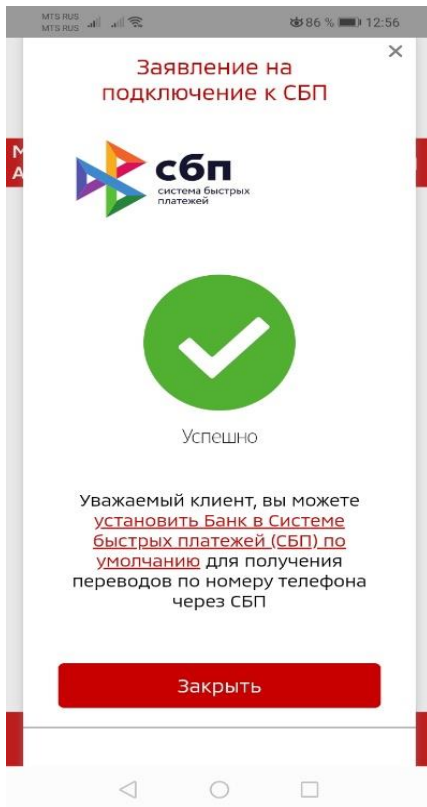 MTS RUS
MTS RUS
86 % 12:56
Заявление на
подключение к СБП
М
А
сбп
система быстрых
платежей
Успешно
Уважаемый клиент, вы можете
установить Банк в Системе
быстрых платежей (СБП) по
умолчанию для получения
переводов по номеру телефона
через СБП
Закрыть